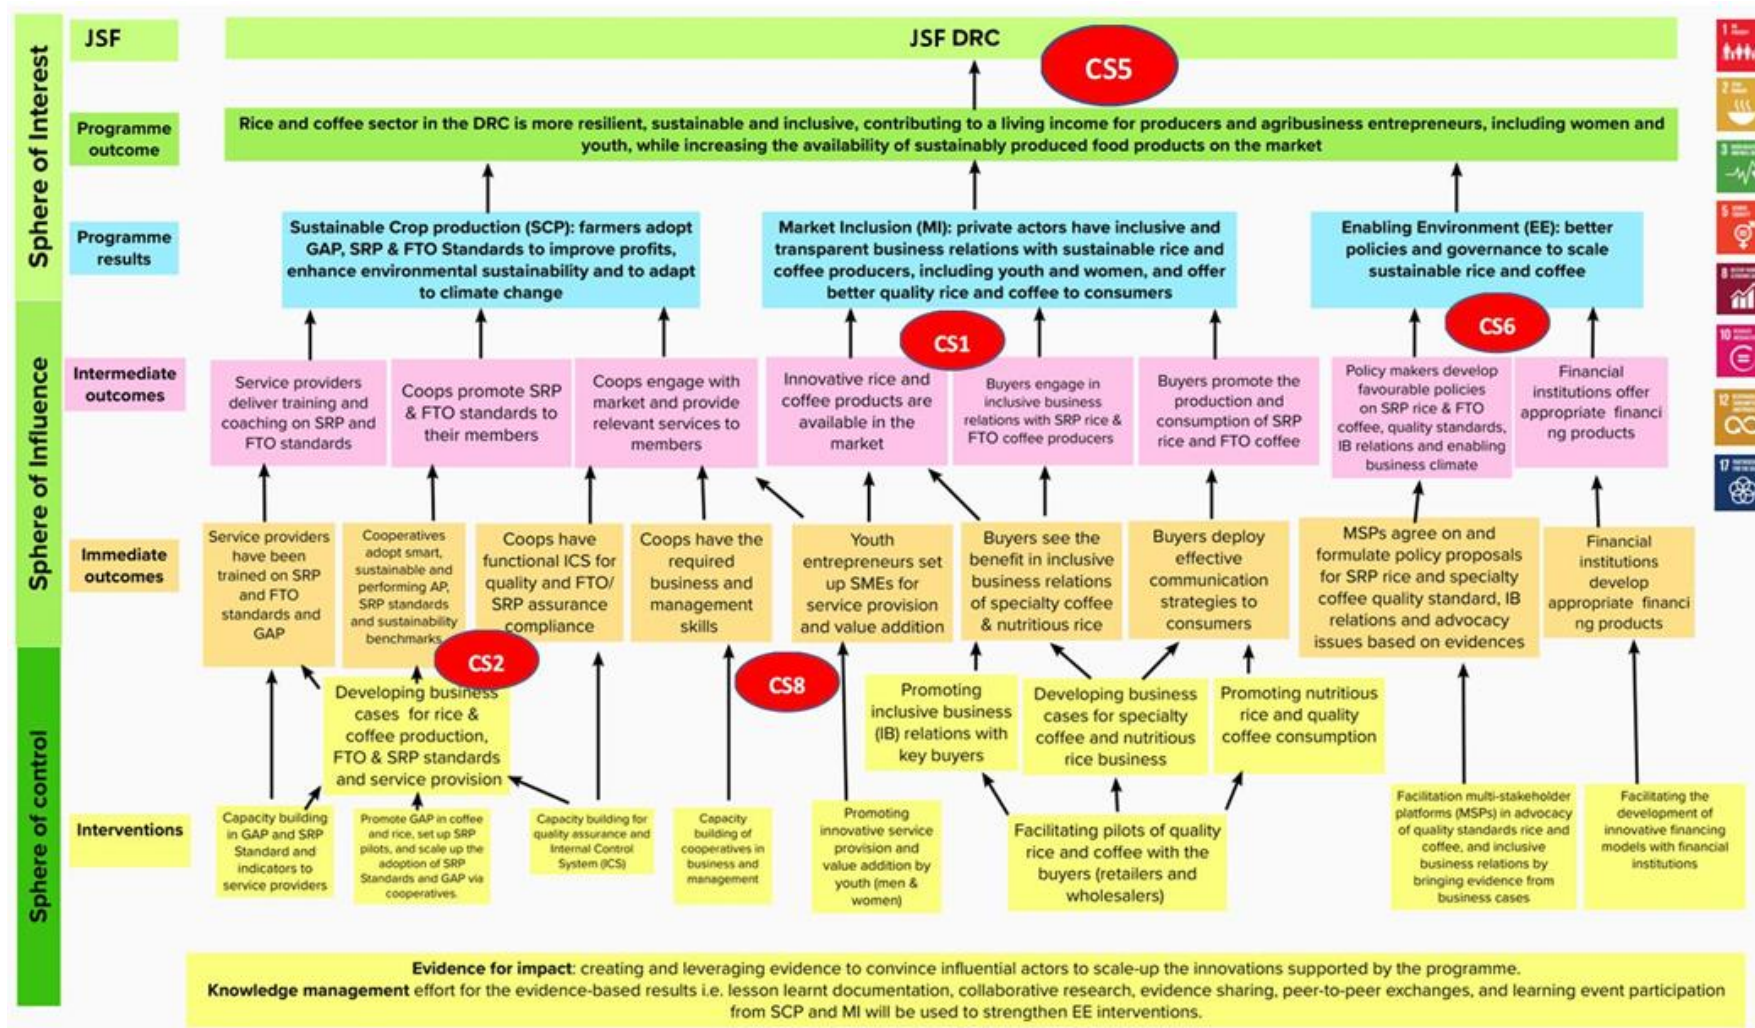 JSF
JSF DRC
CS5
Sphere of Interest
Programme
outcome
Rice and coffee sector in the DRC is more resilient, sustainable and inclusive, contributing to a living income for producers and agribusiness entrepreneurs, including women and
youth, while increasing the availability of sustainably produced food products on the market
Programme
results
Sustainable Crop production (SCP): farmers adopt
GAP, SRP & FTO Standards to improve profits,
enhance environmental sustainability and to adapt
to climate change
Market Inclusion (MI): private actors have inclusive and
transparent business relations with sustainable rice and
coffee producers, including youth and women, and offer
better quality rice and coffee to consumers
Enabling Environment (EE): better
policies and governance to scale
sustainable rice and coffee
CS1
CS6
Sphere of Influence
Intermediate
outcomes
Service providers
deliver training and
coaching on SRP and
FTO standards
Coops promote SRP
& FTO standards to
their members
Coops engage with
market and provide
relevant services to
members
Innovative rice and
coffee products are
available in the
market
Buyers engage in
inclusive business
relations with SRP rice &
FTO coffee producers
Buyers promote the
production and
consumption of SRP
rice and FTO coffee
Policy makers develop
favourable policies
on SRP rice & FTO
coffee, quality standards,
IB relations and enabling
business climate
Financial
institutions offer
appropriate financi
ng products
Immediate
outcomes
Service providers
have been
trained on SRP
and FTO
standards and
GAP
Cooperatives
adopt smart,
sustainable and
performing AP,
SRP standards
and sustainability
benchmarks
Coops have
functional ICS for
quality and FTO/
SRP assurance
compliance
Coops have the
required
business and
management
skills
Youth
entrepreneurs set
up SMEs for
service provision
and value addition
Buyers see the
benefit in inclusive
business relations
of specialty coffee
& nutritious rice
Buyers deploy
effective
communication
strategies to
consumers
MSPs agree on and
formulate policy proposals
for SRP rice and specialty
coffee quality standard, IB
relations and advocacy
issues based on evidences
Financial
institutions
develop
appropriate financi
ng products
CS2
CS8
Sphere of control
Developing business
cases for rice &
coffee production,
FTO & SRP standards
and service provision
Promoting
inclusive business
(IB) relations with
key buyers
Developing business
cases for specialty
coffee and nutritious
rice business
Promoting nutritious
rice and quality
coffee consumption
Interventions
Capacity building
in GAP and SRP
Standard and
indicators to
service providers
Promote GAP in coffee
and rice, set up SRP
pilots, and scale up the
adoption of SRP
Standards and GAP via
cooperatives.
Capacity building for
quality assurance and
Internal Control
System (ICS)
Capacity
building of
cooperatives in
business and
management
Promoting
innovative service
provision and
value addition by
youth (men &
women)
Facilitating pilots of quality
rice and coffee with the
buyers (retailers and
wholesalers)
Facilitation multi-stakeholder
platforms (MSPs) in advocacy
of quality standards rice and
coffee, and inclusive
business relations by
bringing evidence from
business cases
Facilitating the
development of
innovative financing
models with financial
institutions
Evidence for impact: creating and leveraging evidence to convince influential actors to scale-up the innovations supported by the programme.
Knowledge management effort for the evidence-based results i.e. lesson learnt documentation, collaborative research, evidence sharing, peer-to-peer exchanges, and learning event participation
from SCP and MI will be used to strengthen EE interventions.
1
2
3
5
8
10
12
17